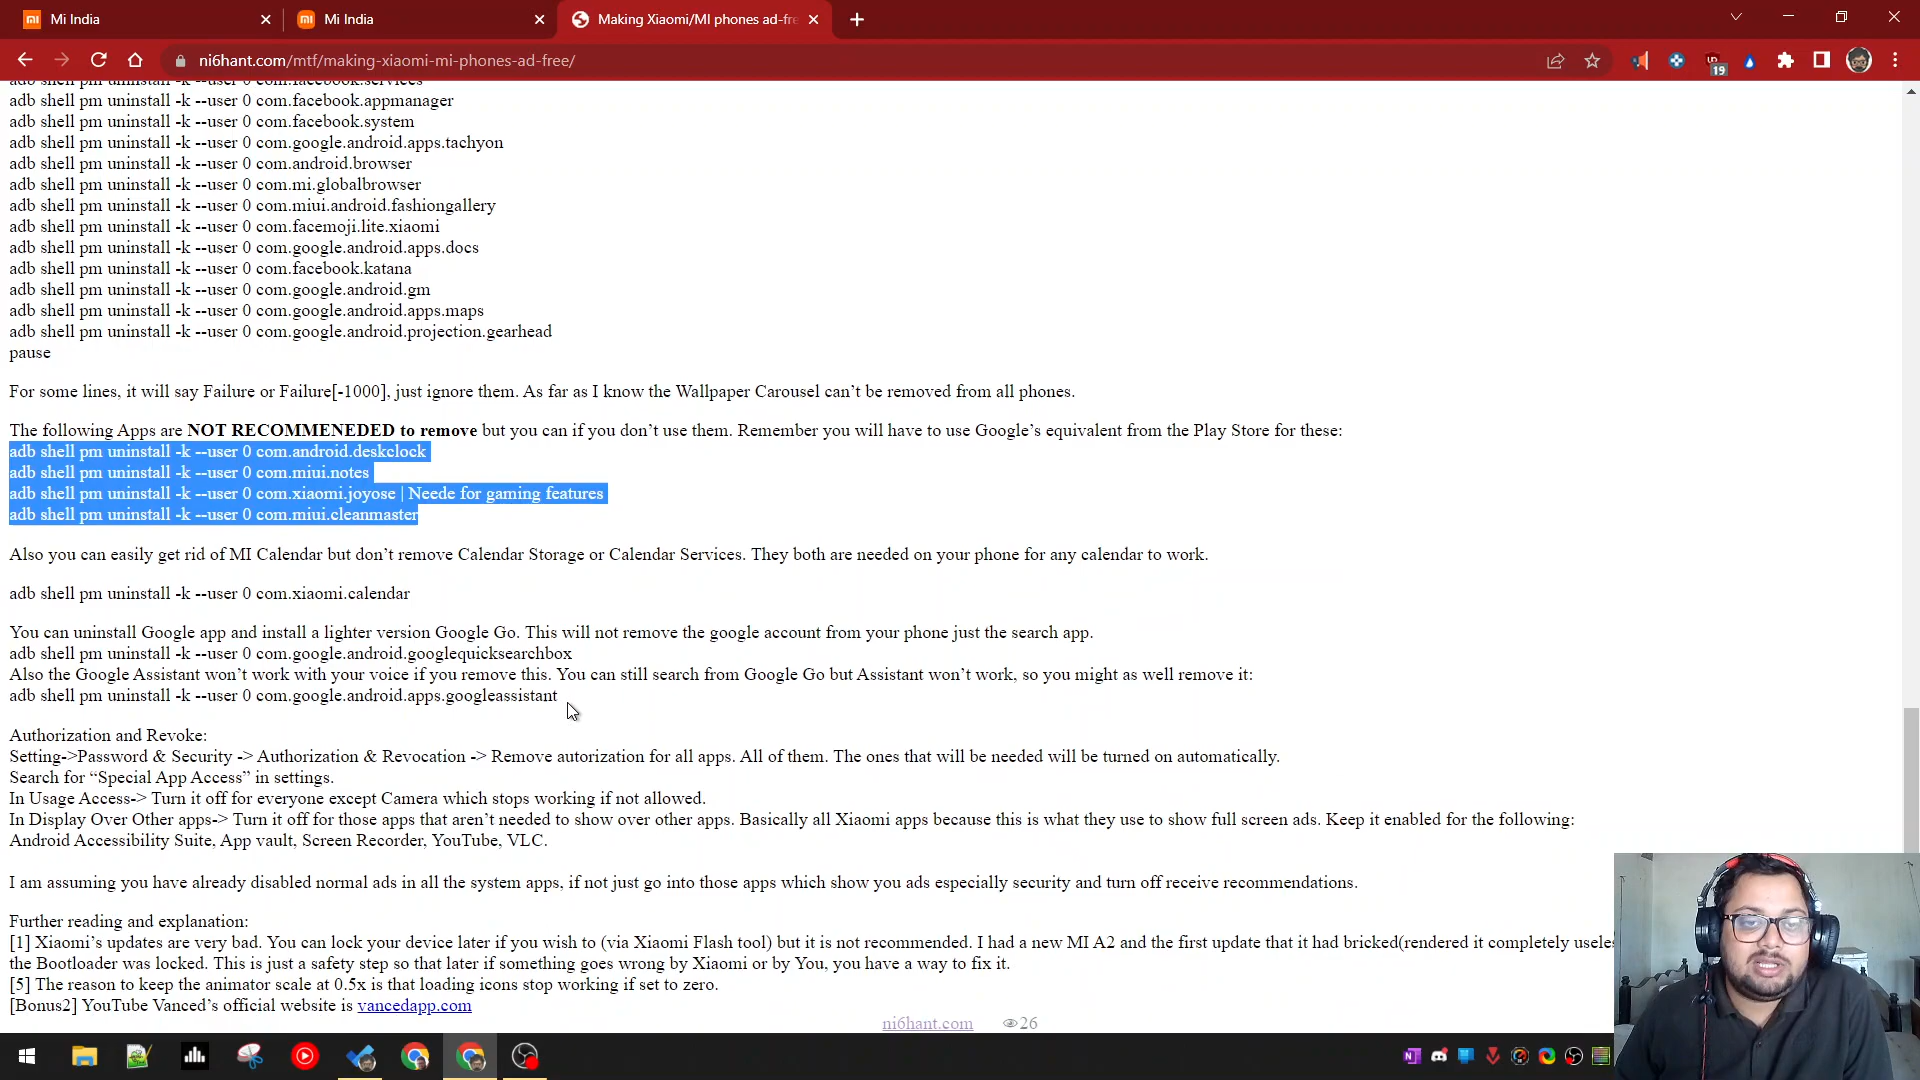 Mi India
Mi India
Making Xiaomi/MI phones ad-fre
ni6hant.com/mtf/making-xiaomi-mi-phones-ad-free/
19
adb shell pm uninstall -k --user 0 com.facebook.services
adb shell pm uninstall -k --user 0 com.facebook.appmanager
adb shell pm uninstall -k --user 0 com.facebook.system
adb shell pm uninstall -k --user 0 com.google.android.apps.tachyon
adb shell pm uninstall -k --user 0 com.android.browser
adb shell pm uninstall -k --user 0 com.mi.globalbrowser
adb shell pm uninstall -k --user 0 com.miui.android.fashiongallery
adb shell pm uninstall -k --user 0 com.facemoji.lite.xiaomi
adb shell pm uninstall -k --user 0 com.google.android.apps.docs
adb shell pm uninstall -k --user 0 com.facebook.katana
adb shell pm uninstall -k --user 0 com.google.android.gm
adb shell pm uninstall -k --user 0 com.google.android.apps.maps
adb shell pm uninstall -k --user 0 com.google.android.projection.gearhead
pause
For some lines, it will say Failure or Failure[-1000], just ignore them. As far as I know the Wallpaper Carousel can’t be removed from all phones.
The following Apps are NOT RECOMMENEDED to remove but you can if you don’t use them. Remember you will have to use Google’s equivalent from the Play Store for these:
adb shell pm uninstall -k --user 0 com.android.deskclock
adb shell pm uninstall -k --user 0 com.miui.notes
adb shell pm uninstall -k --user 0 com.xiaomi.joyose | Neede for gaming features
adb shell pm uninstall -k --user 0 com.miui.cleanmaster
Also you can easily get rid of MI Calendar but don’t remove Calendar Storage or Calendar Services. They both are needed on your phone for any calendar to work.
adb shell pm uninstall -k --user 0 com.xiaomi.calendar
You can uninstall Google app and install a lighter version Google Go. This will not remove the google account from your phone just the search app.
adb shell pm uninstall -k --user 0 com.google.android.googlequicksearchbox
Also the Google Assistant won’t work with your voice if you remove this. You can still search from Google Go but Assistant won’t work, so you might as well remove it:
adb shell pm uninstall -k --user 0 com.google.android.apps.googleassistant
Authorization and Revoke:
Setting->Password & Security -> Authorization & Revocation -> Remove autorization for all apps. All of them. The ones that will be needed will be turned on automatically.
Search for “Special App Access” in settings.
In Usage Access-> Turn it off for everyone except Camera which stops working if not allowed.
In Display Over Other apps-> Turn it off for those apps that aren’t needed to show over other apps. Basically all Xiaomi apps because this is what they use to show full screen ads. Keep it enabled for the following:
Android Accessibility Suite, App vault, Screen Recorder, YouTube, VLC.
I am assuming you have already disabled normal ads in all the system apps, if not just go into those apps which show you ads especially security and turn off receive recommendations.
Further reading and explanation:
[1] Xiaomi’s updates are very bad. You can lock your device later if you wish to (via Xiaomi Flash tool) but it is not recommended. I had a new MI A2 and the first update that it had bricked(rendered it completely useles
the Bootloader was locked. This is just a safety step so that later if something goes wrong by Xiaomi or by You, you have a way to fix it.
[5] The reason to keep the animator scale at 0.5x is that loading icons stop working if set to zero.
[Bonus2] YouTube Vanced’s official website is vancedapp.com
ni6hant.com 26